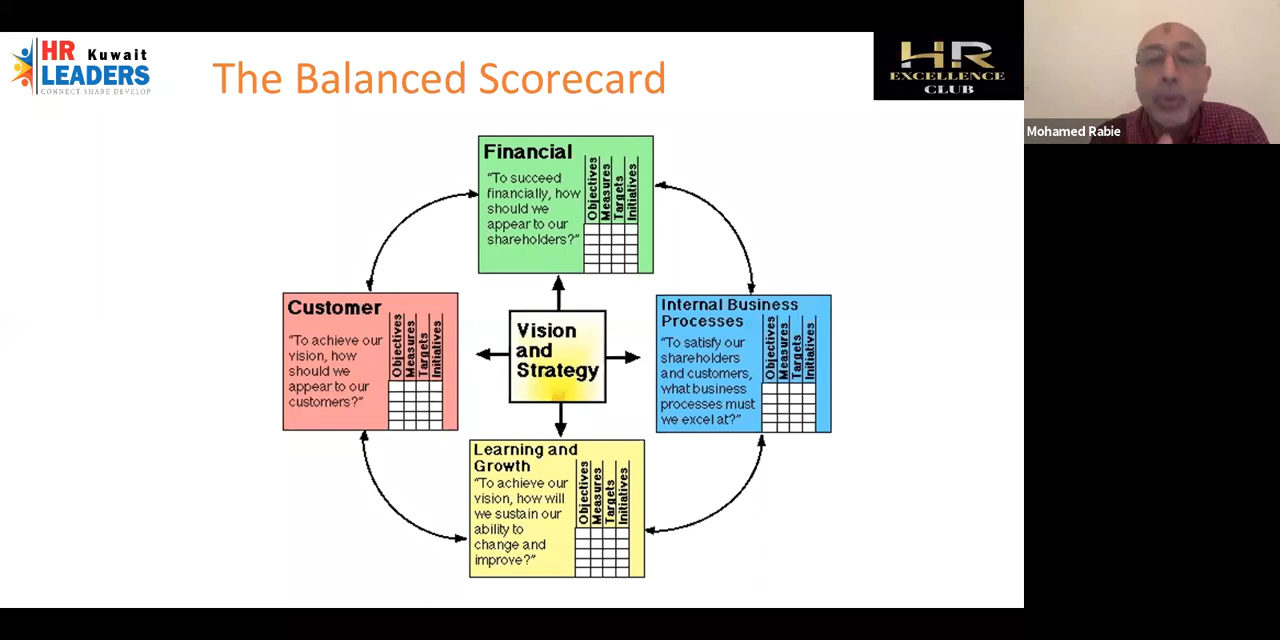 HR Kuwait
LEADERS
CONNECT SHARE DEVELOP
The Balanced Scorecard
HR
EXCELLENCE
CLUB
Mohamed Rabie
Financial
"To succeed
financially, how
should we
appear to our
shareholders?"
Objectives
Measures
Targets
Initiatives
Customer
"To achieve our
vision, how
should we
appear to our
customers?"
Objectives
Measures
Targets
Initiatives
Vision
and
Strategy
Internal Business
Processes
"To satisfy our
shareholders
and customers,
what business
processes must
we excel at?"
Objectives
Measures
Targets
Initiatives
Learning and
Growth
"To achieve our
vision, how will
we sustain our
ability to
change and
improve?"
Objectives
Measures
Targets
Initiatives